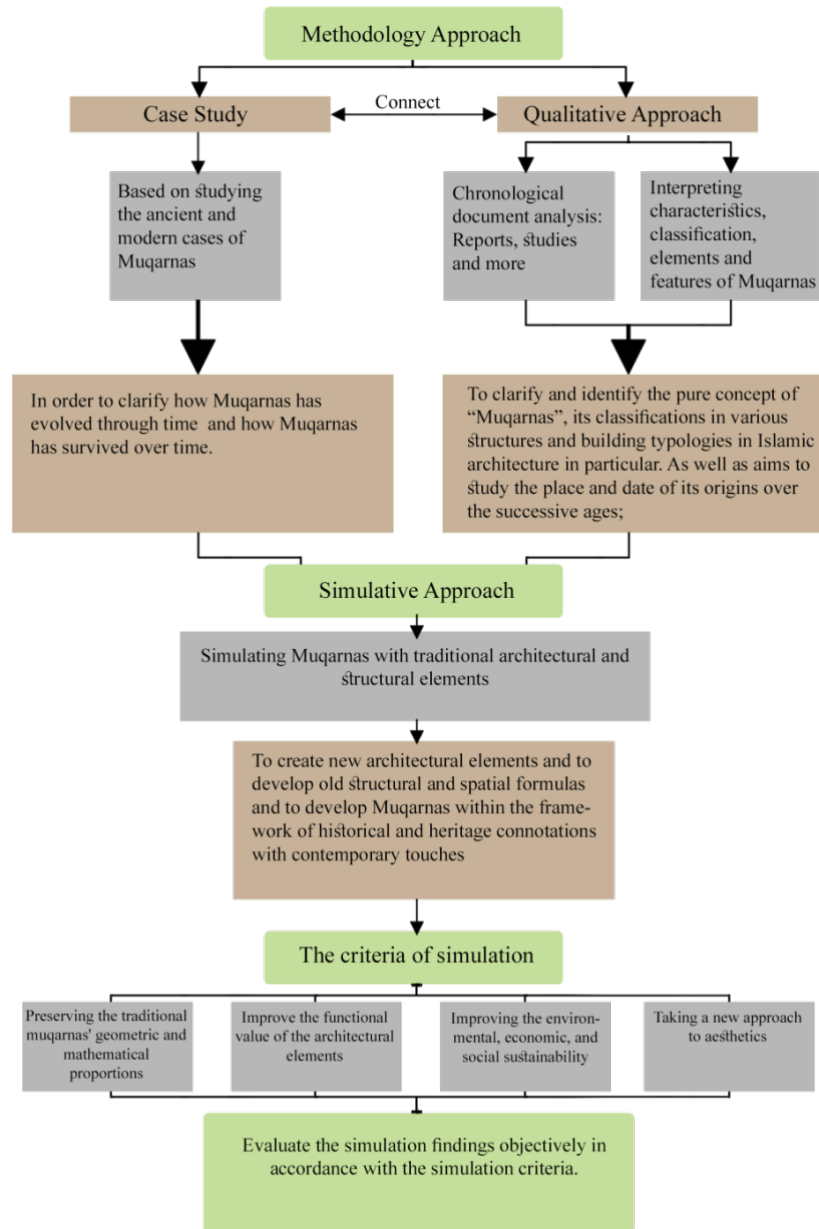 Methodology Approach
Case Study
Connect
Qualitative Approach
Based on studying
the ancient and
modern cases of
Muqarnas
Chronological
document analysis:
Reports, studies
and more
Interpreting
characteristics,
classification,
elements and
features of Muqarnas
In order to clarify how Muqarnas has
evolved through time and how Muqarnas
has survived over time.
To clarify and identify the pure concept of
“Muqarnas”, its classifications in various
structures and building typologies in Islamic
architecture in particular. As well as aims to
study the place and date of its origins over
the successive ages;
Simulative Approach
Simulating Muqarnas with traditional architectural and
structural elements
To create new architectural elements and to
develop old structural and spatial formulas
and to develop Muqarnas within the frame-
work of historical and heritage connotations
with contemporary touches
The criteria of simulation
Preserving the traditional
muqarnas' geometric and
mathematical
proportions
Improve the functional
value of the architectural
elements
Improving the environ-
mental, economic, and
social sustainability
Taking a new approach
to aesthetics
Evaluate the simulation findings objectively in
accordance with the simulation criteria.